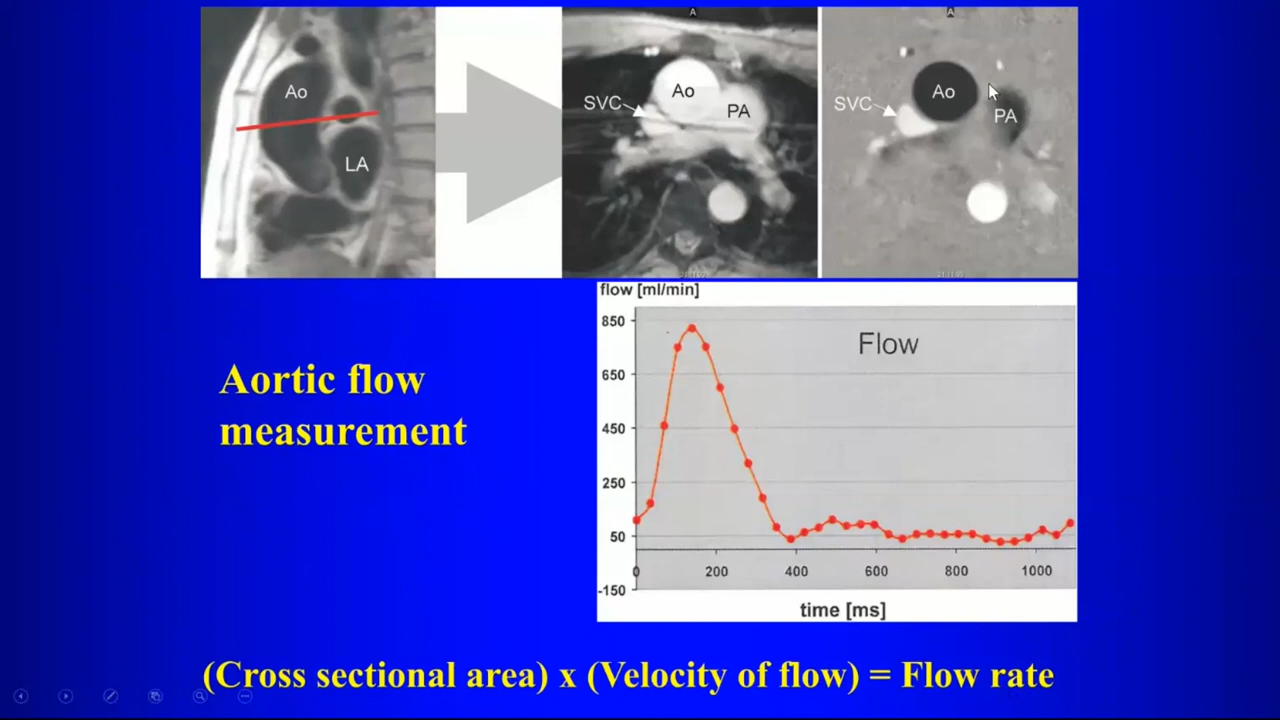 A
A
Ao
LA
SVC
Ao
PA
SVC
Ao
PA
flow [ml/min]
850
650
450
250
50
-150
Flow
0
200
400
600
800
1000
time [ms]
Aortic flow
measurement
(Cross sectional area) x (Velocity of flow) = Flow rate